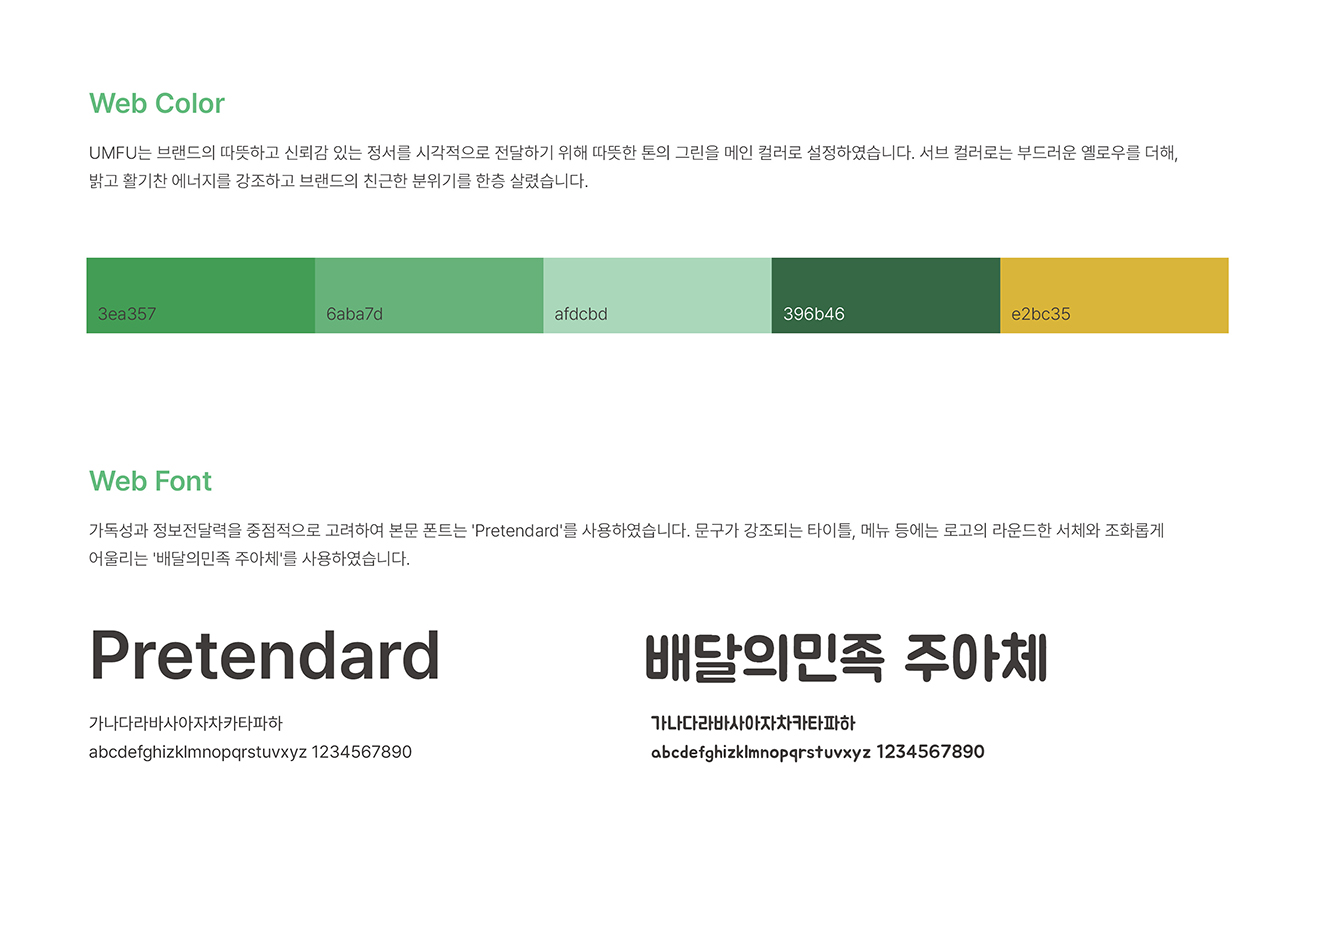 Web Color
UMFU는 브랜드의 따뜻하고 신뢰감 있는 정서를 시각적으로 전달하기 위해 따뜻한 톤의 그린을 메인 컬러로 설정하였습니다. 서브 컬러로는 부드러운 옐로우를 더해,
밝고 활기찬 에너지를 강조하고 브랜드의 친근한 분위기를 한층 살렸습니다.
3ea357 6aba7d afdcbd 396b46 e2bc35
Web Font
가독성과 정보전달력을 중점적으로 고려하여 본문 폰트는 'Pretendard'를 사용하였습니다. 문구가 강조되는 타이틀, 메뉴 등에는 로고의 라운드한 서체와 조화롭게
어울리는 '배달의민족 주아체'를 사용하였습니다.
Pretendard
가나다라바사아자차카타파하
abcdefghizklmnopqrstuvxyz 1234567890
배달의민족 주아체
가나다라바사아자차카타파하
abcdefghizklmnopqrstuvxyz 1234567890